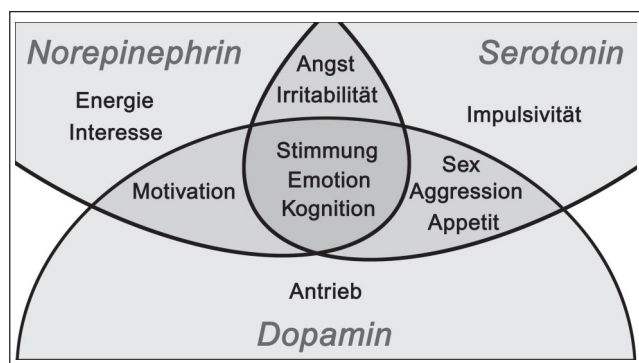 Norepinephrin
Serotonin
Angst
Irritabilität
Energie
Interesse
Impulsivität
Stimmung
Emotion
Kognition
Motivation
Sex
Aggression
Appetit
Antrieb
Dopamin